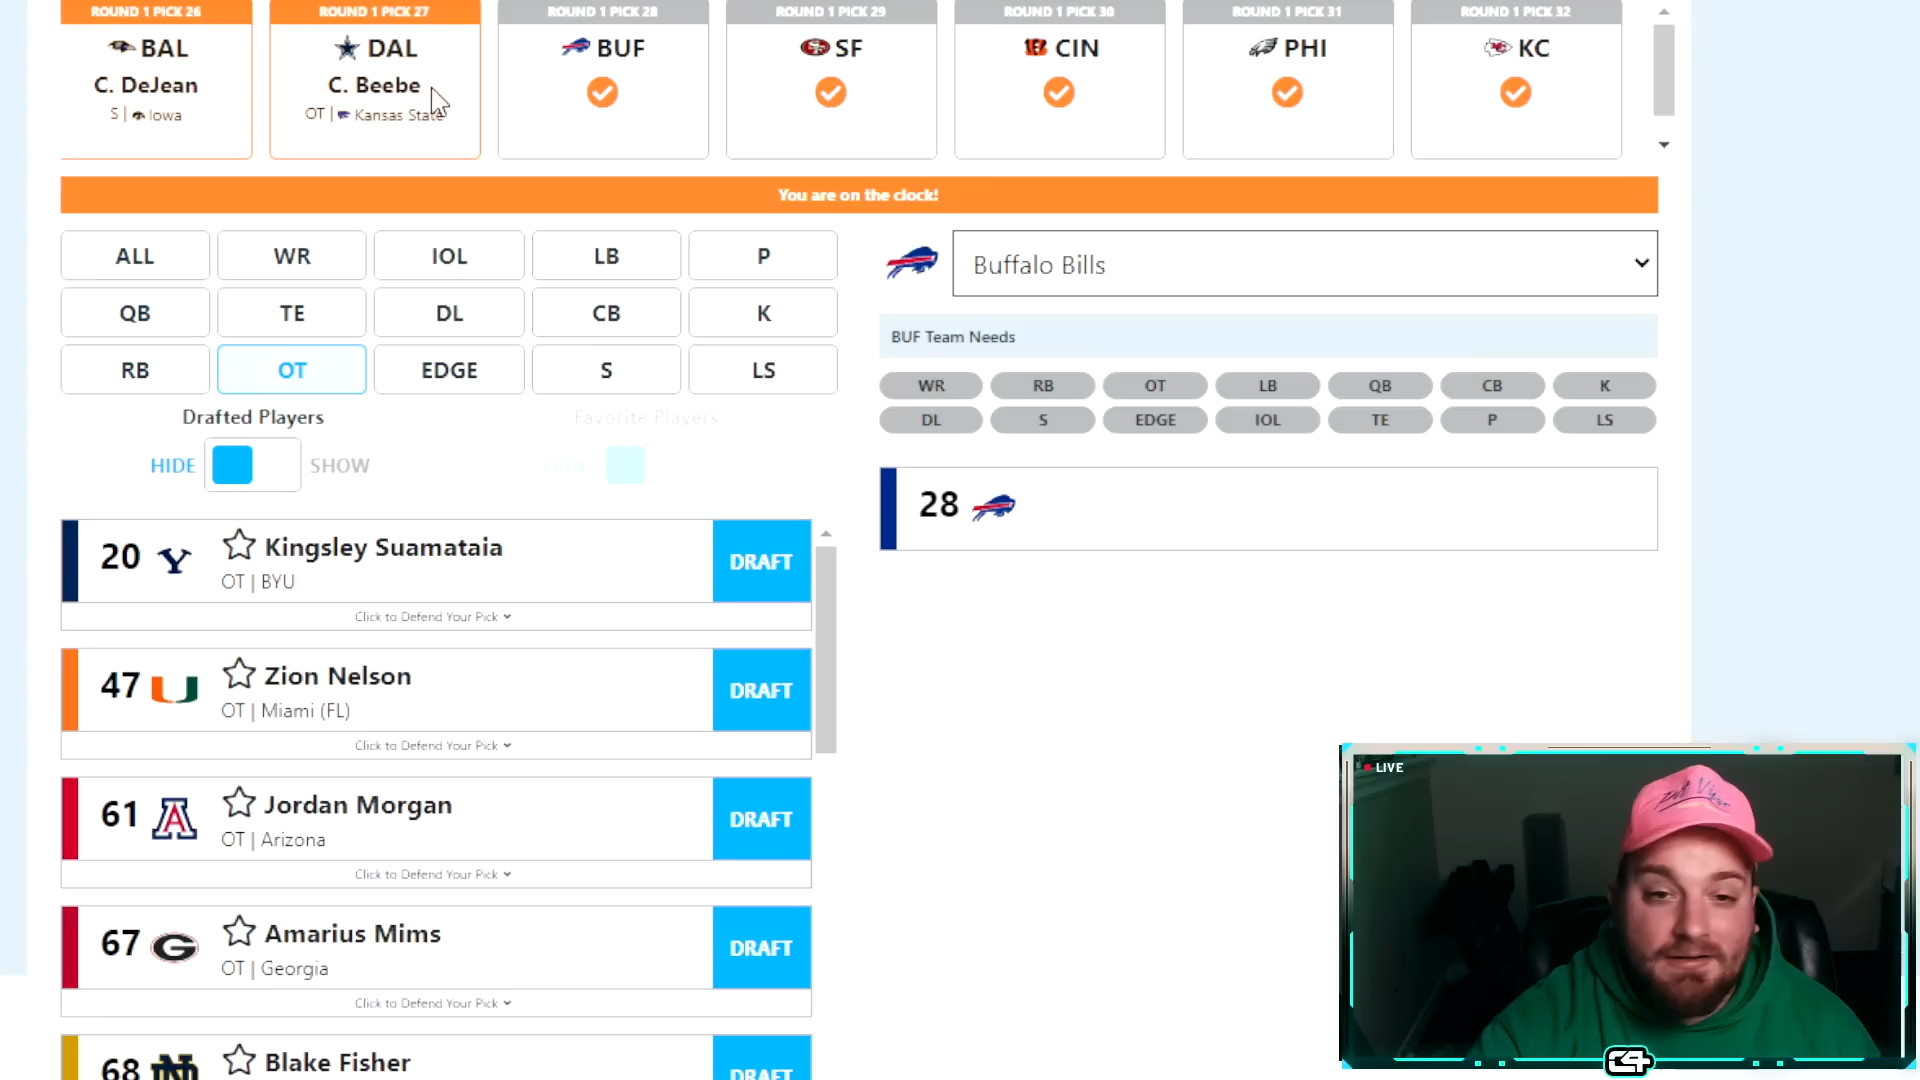 ROUND 1 PICK 26
BAL
C. DeJean
S | Iowa
ROUND 1 PICK 27
DAL
C. Beebe
OT | Kansas State
ROUND 1 PICK 28
BUF
ROUND 1 PICK 29
SF
ROUND 1 PICK 30
CIN
ROUND 1 PICK 31
PHI
ROUND 1 PICK 32
KC
You are on the clock!
ALL WR IOL LB P
QB TE DL CB K
RB OT EDGE S LS
Drafted Players
HIDE SHOW
Favorite Players
HIDE
20 Kingsley Suamataia DRAFT
OT | BYU
Click to Defend Your Pick
47 Zion Nelson DRAFT
OT | Miami (FL)
Click to Defend Your Pick
61 Jordan Morgan DRAFT
OT | Arizona
Click to Defend Your Pick
67 Amarius Mims DRAFT
OT | Georgia
Click to Defend Your Pick
68 Blake Fisher DRAFT
Buffalo Bills
BUF Team Needs
WR RB OT LB QB CB K
DL S EDGE IOL TE P LS
28
LIVE